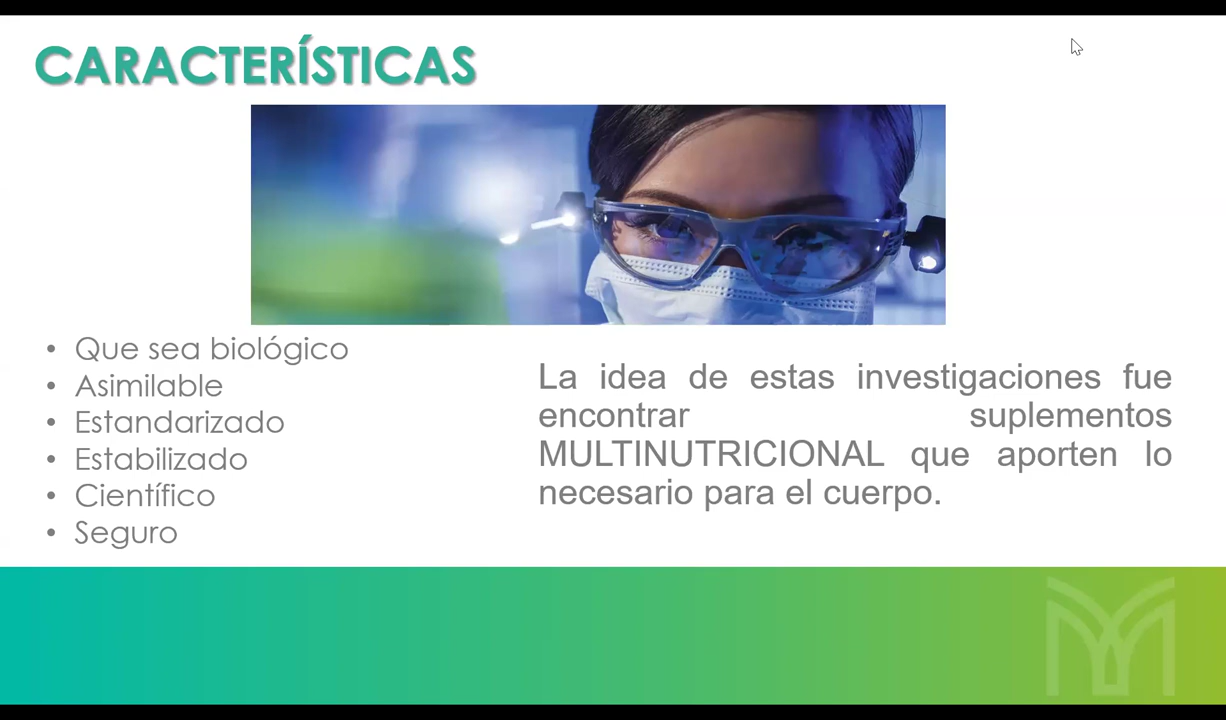 CARACTERÍSTICAS
• Que sea biológico
• Asimilable
• Estandarizado
• Estabilizado
• Científico
• Seguro
La idea de estas investigaciones fue
encontrar suplementos
MULTINUTRICIONAL que aporten lo
necesario para el cuerpo.